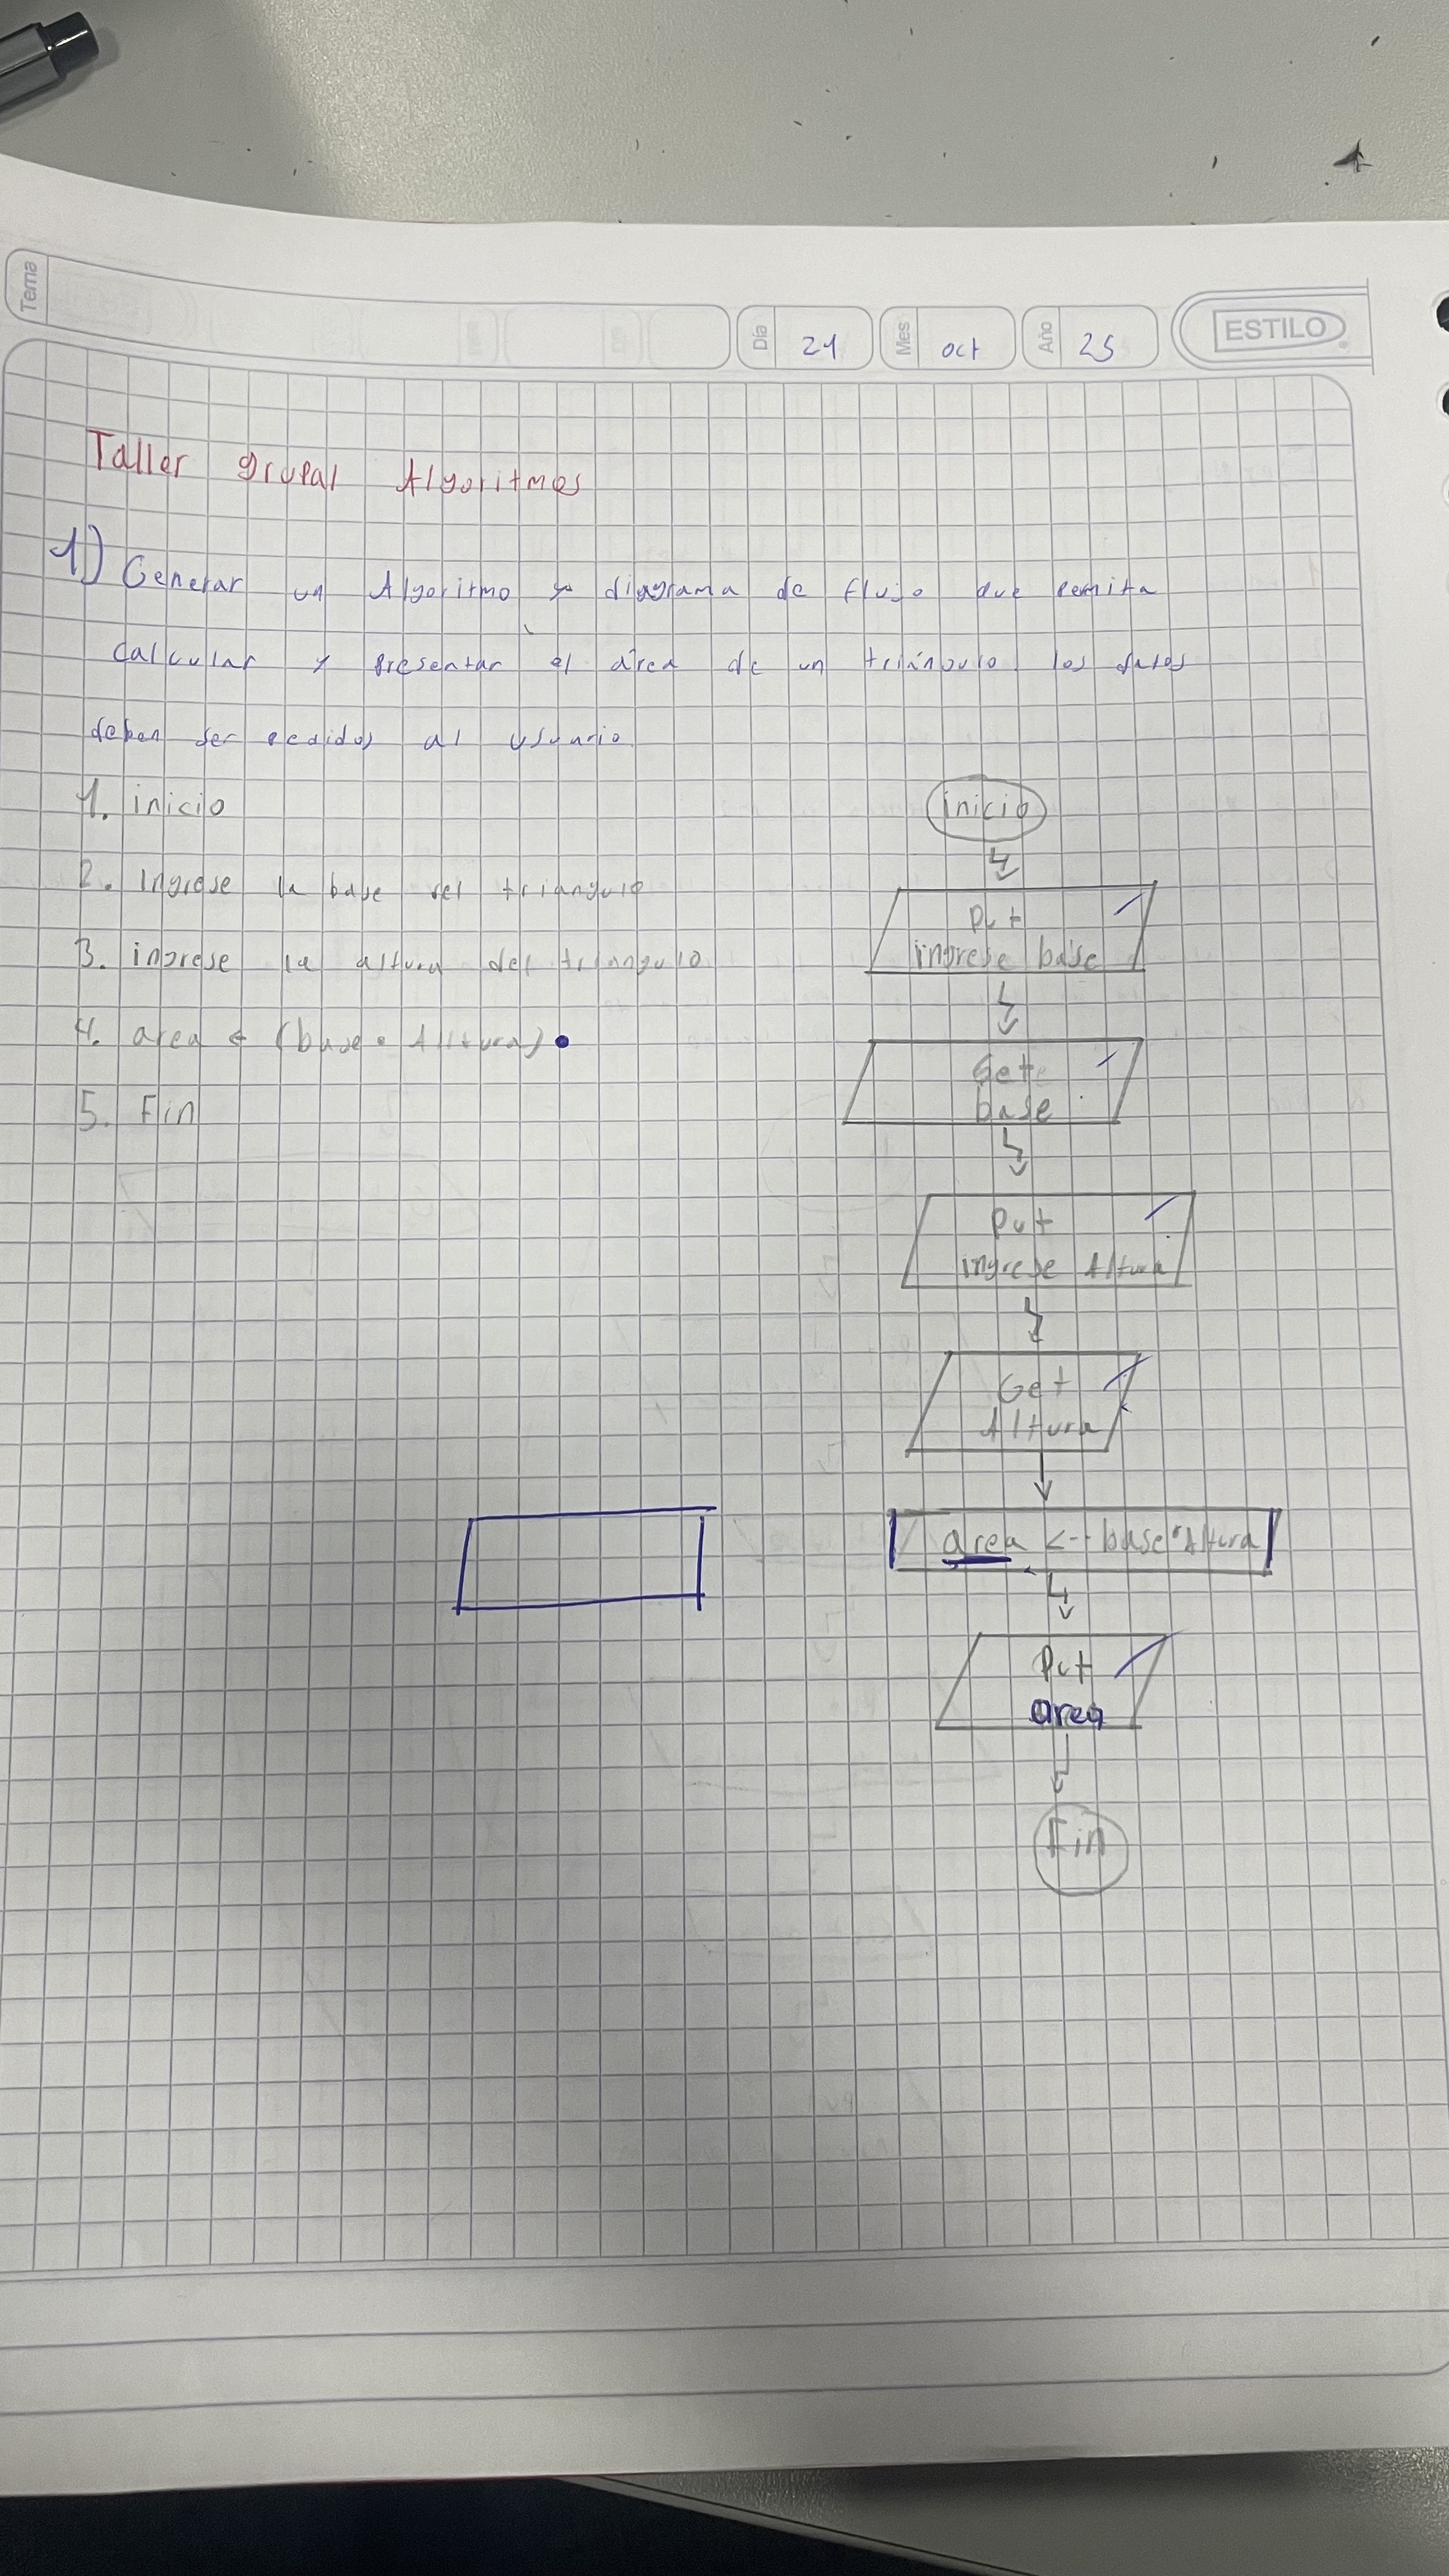 Tema
Día 21 Mes oct Año 25 ESTILO
Taller grupal Algoritmos
1) Generar un Algoritmo y diagrama de flujo que permita
calcular y presentar el área de un triángulo los datos
deben ser pedidos al usuario
1. inicio
2. Ingrese la base del triangulo
3. ingrese la altura del triangulo
4. area ← (base * Alltura)
5. Fin
inicio
Put
ingrese base
Get
base
Put
ingrese Altura
Get
Altura
area <-- base*Altura
Put
area
Fin